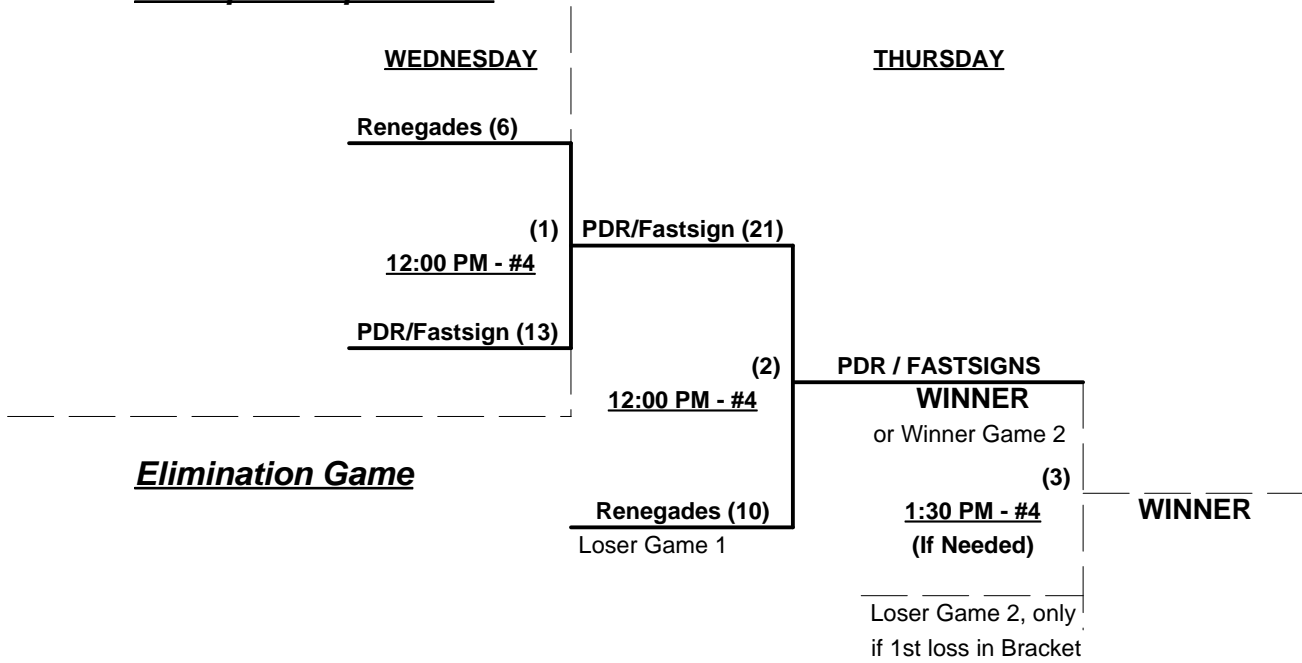 WEDNESDAY
THURSDAY
Renegades (6)
(1)
PDR/Fastsign (21)
12:00 PM - #4
PDR/Fastsign (13)
(2)
PDR / FASTSIGNS
12:00 PM - #4
WINNER
or Winner Game 2
Elimination Game
(3)
Renegades (10)
1:30 PM - #4
WINNER
Loser Game 1
(If Needed)
Loser Game 2, only
if 1st loss in Bracket